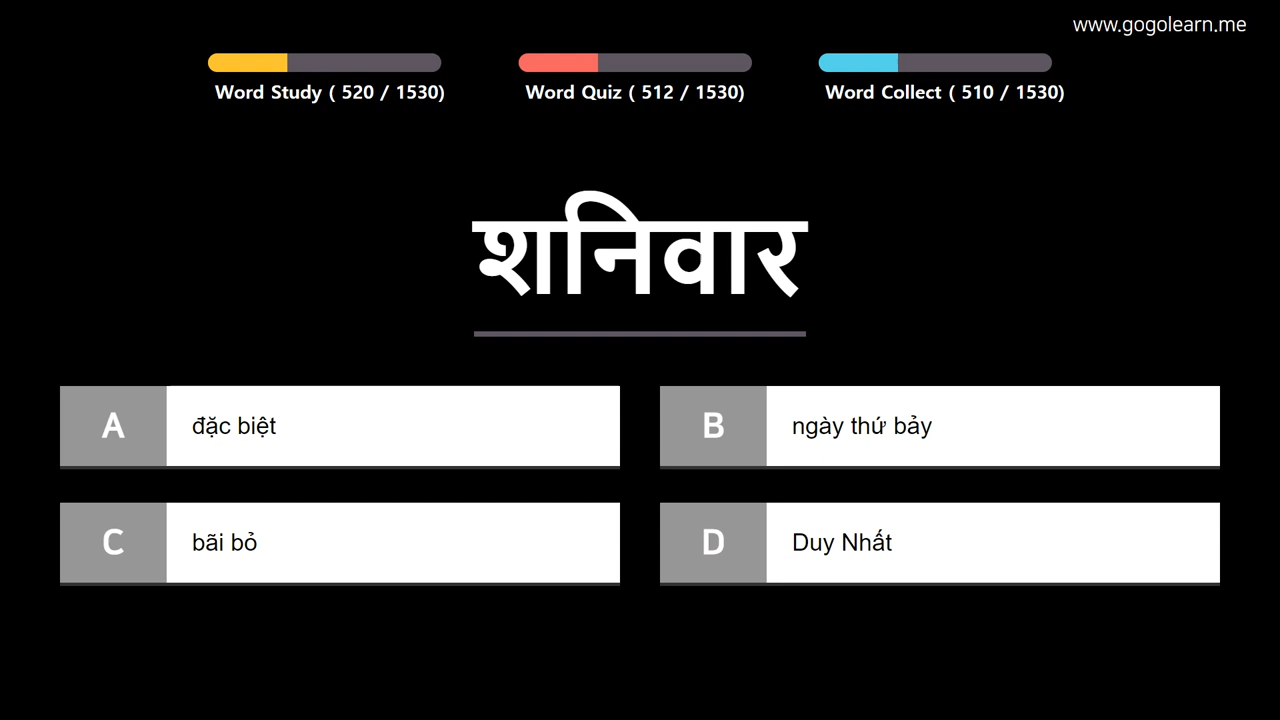 www.gogolearn.me
Word Study ( 520 / 1530)
Word Quiz ( 512 / 1530)
Word Collect ( 510 / 1530)
शनिवार
A đặc biệt
B ngày thứ bảy
C bãi bỏ
D Duy Nhất